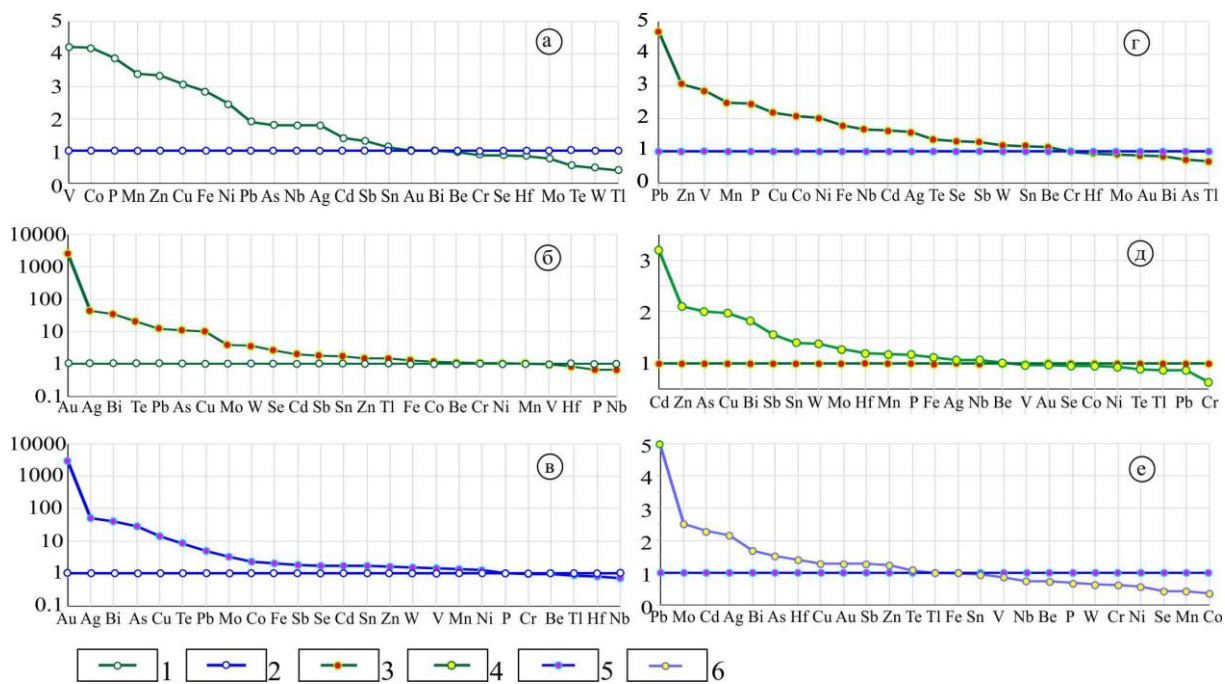 5
4
3
2
1
0
а
V Co P Mn Zn Cu Fe Ni Pb As Nb Ag Cd Sb Sn Au Bi Be Cr Se Hf Mo Te W Tl
5
4
3
2
1
0
г
Pb Zn V Mn P Cu Co Ni Fe Nb Cd Ag Te Se Sb W Sn Be Cr Hf Mo Au Bi As Tl
10000
1000
100
10
1
0.1
б
Au Ag Bi Te Pb As Cu Mo W Se Cd Sb Sn Zn Tl Fe Co Be Cr Ni Mn V Hf P Nb
3
2
1
д
Cd Zn As Cu Bi Sb Sn W Mo Hf Mn P Fe Ag Nb Be V Au Se Co Ni Te Tl Pb Cr
10000
1000
100
10
1
0.1
в
Au Ag Bi As Cu Te Pb Mo Co Fe Sb Se Cd Sn Zn W V Mn Ni P Cr Be Tl Hf Nb
5
4
3
2
1
0
е
Pb Mo Cd Ag Bi As Hf Cu Au Sb Zn Te Tl Fe Sn V Nb Be P W Cr Ni Se Mn Co
1 2 3 4 5 6